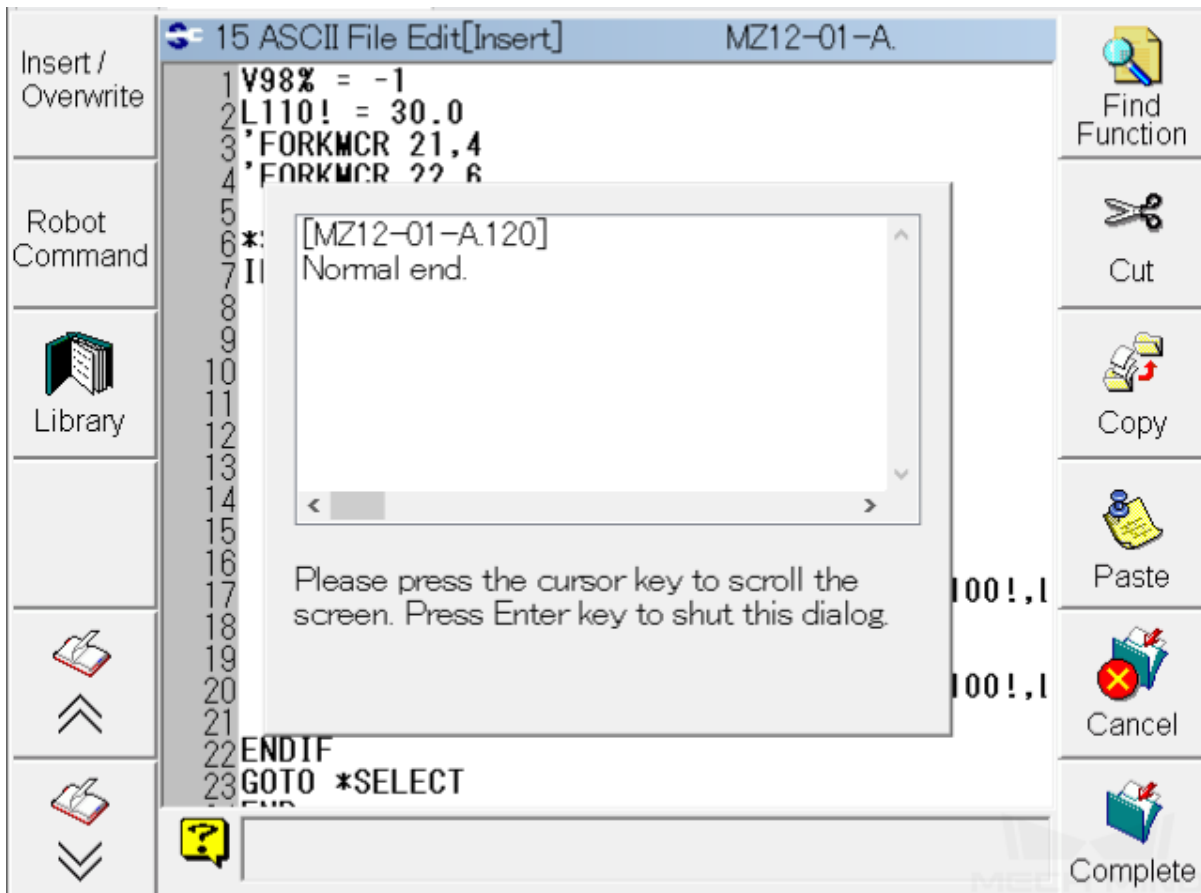 15 ASCII File Edit[Insert] MZ12-01-A.
Insert /
Overwrite
Robot
Command
Library
1 V98% = -1
2 L110! = 30.0
3 'FORKMCR 21,4
4 'FORKMCR 22,6
5
6 *
7
8
9
10
11
12
13
14
15
16
17 100!,
18
19
20 100!,
21
22 ENDIF
23 GOTO *SELECT
END
[MZ12-01-A.120]
Normal end.
Please press the cursor key to scroll the
screen. Press Enter key to shut this dialog.
Find
Function
Cut
Copy
Paste
Cancel
Complete